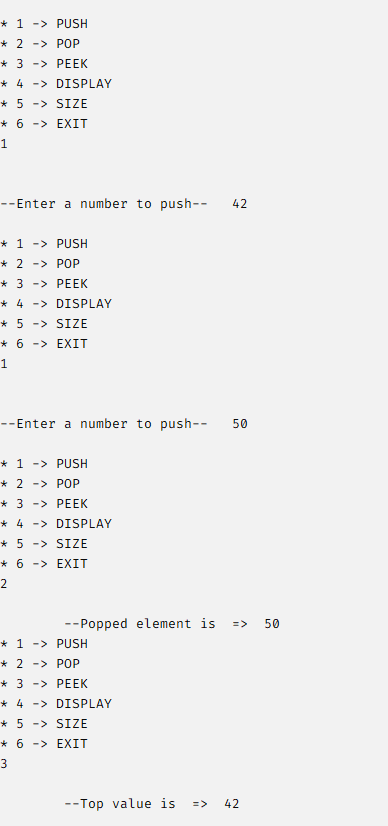 * 1 -> PUSH
* 2 -> POP
* 3 -> PEEK
* 4 -> DISPLAY
* 5 -> SIZE
* 6 -> EXIT
1
--Enter a number to push--   42
* 1 -> PUSH
* 2 -> POP
* 3 -> PEEK
* 4 -> DISPLAY
* 5 -> SIZE
* 6 -> EXIT
1
--Enter a number to push--   50
* 1 -> PUSH
* 2 -> POP
* 3 -> PEEK
* 4 -> DISPLAY
* 5 -> SIZE
* 6 -> EXIT
2
        --Popped element is  =>  50
* 1 -> PUSH
* 2 -> POP
* 3 -> PEEK
* 4 -> DISPLAY
* 5 -> SIZE
* 6 -> EXIT
3
        --Top value is  =>  42